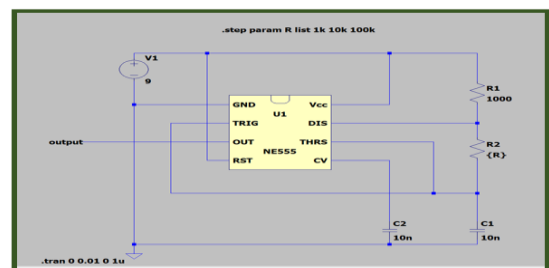 .step param R list 1k 10k 100k
V1
9
R1
1000
GND Vcc
U1
TRIG DIS
output
OUT THRS
R2
{R}
NE555
RST CV
C2
10n
C1
10n
.tran 0 0.01 0 1u